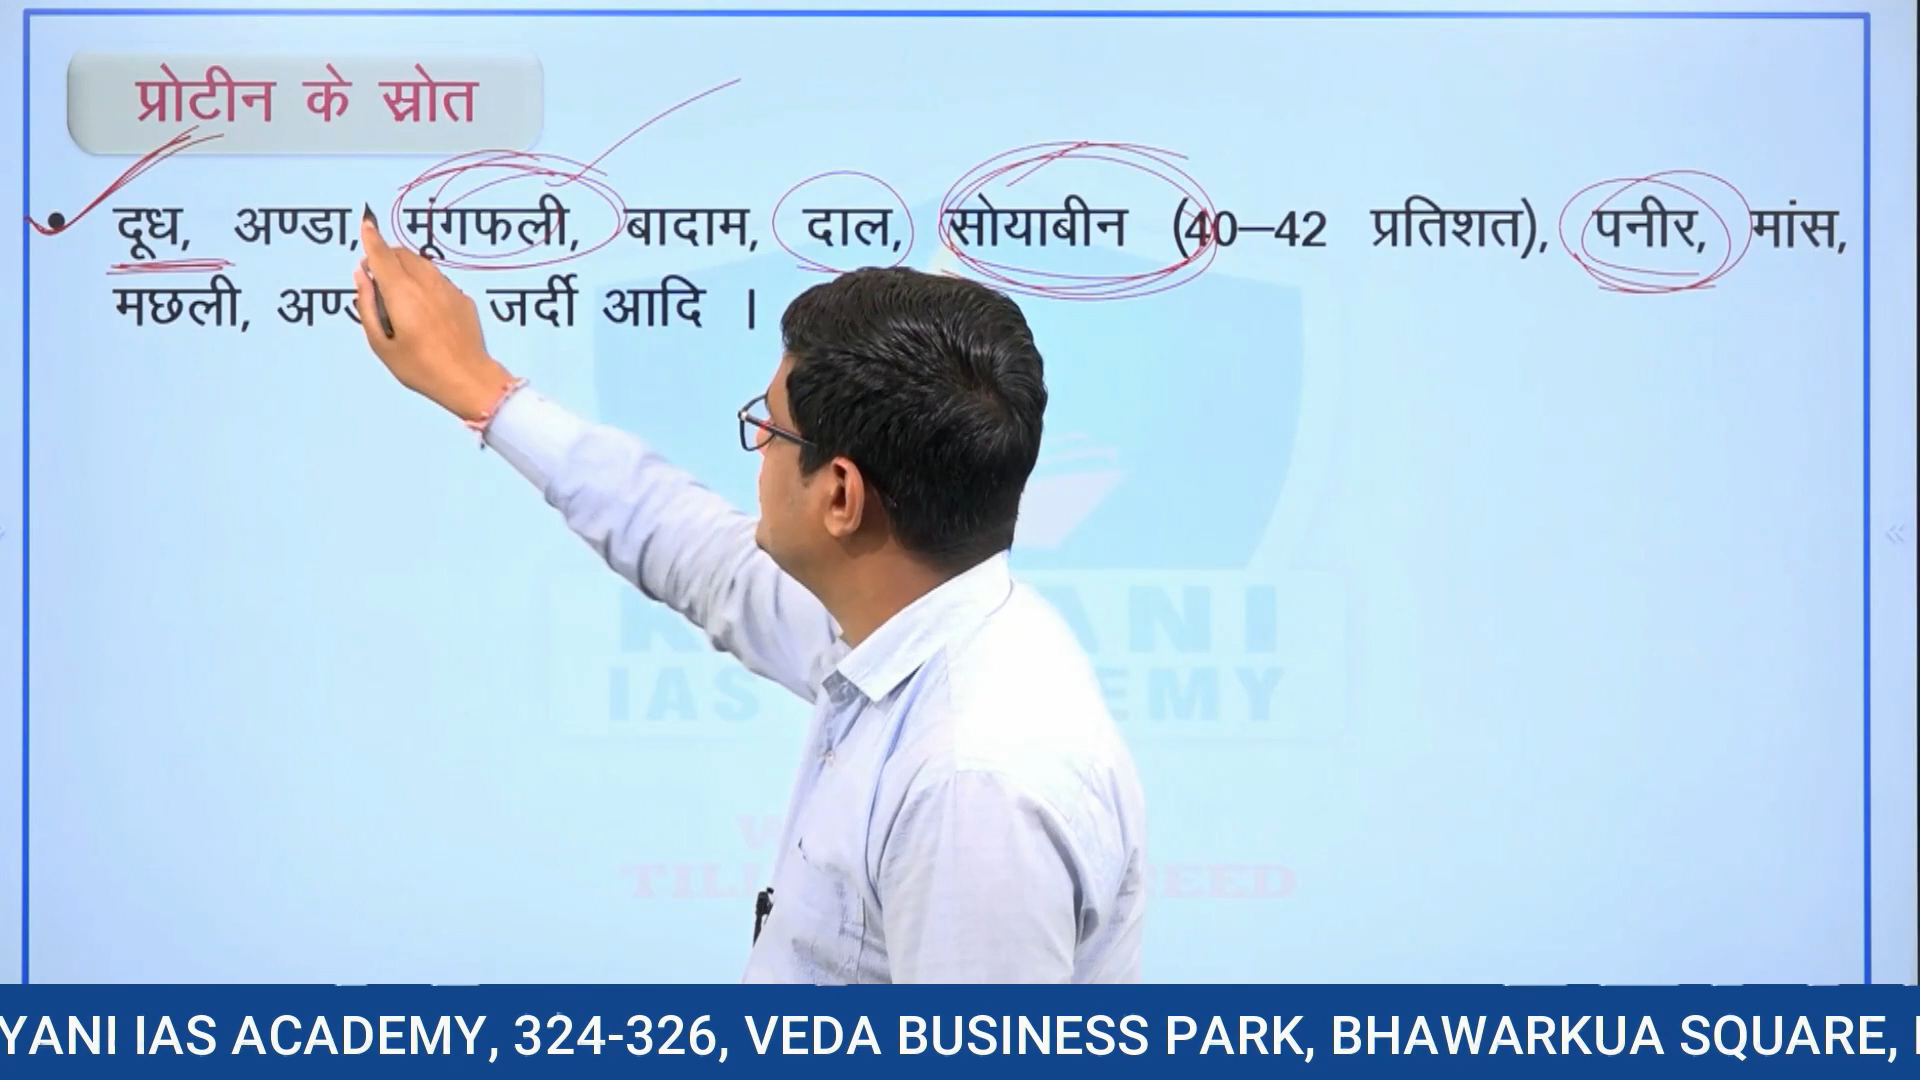 प्रोटीन के स्रोत
दूध, अण्डा, मूंगफली, बादाम, दाल, सोयाबीन (40–42 प्रतिशत), पनीर, मांस,
मछली, जर्दी आदि ।
IAS
YANI IAS ACADEMY, 324-326, VEDA BUSINESS PARK, BHAWARKUA SQUARE,